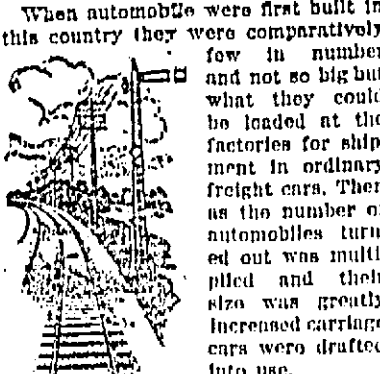 When automobile were first built in
this country they were comparatively
few in number
and not so big but
what they could
be loaded at the
factories for ship
ment in ordinary
freight cars. Then
as the number of
automobiles turn
ed out was multi
plied and their
size was greatly
increased carriage
cars were drafted
into use.